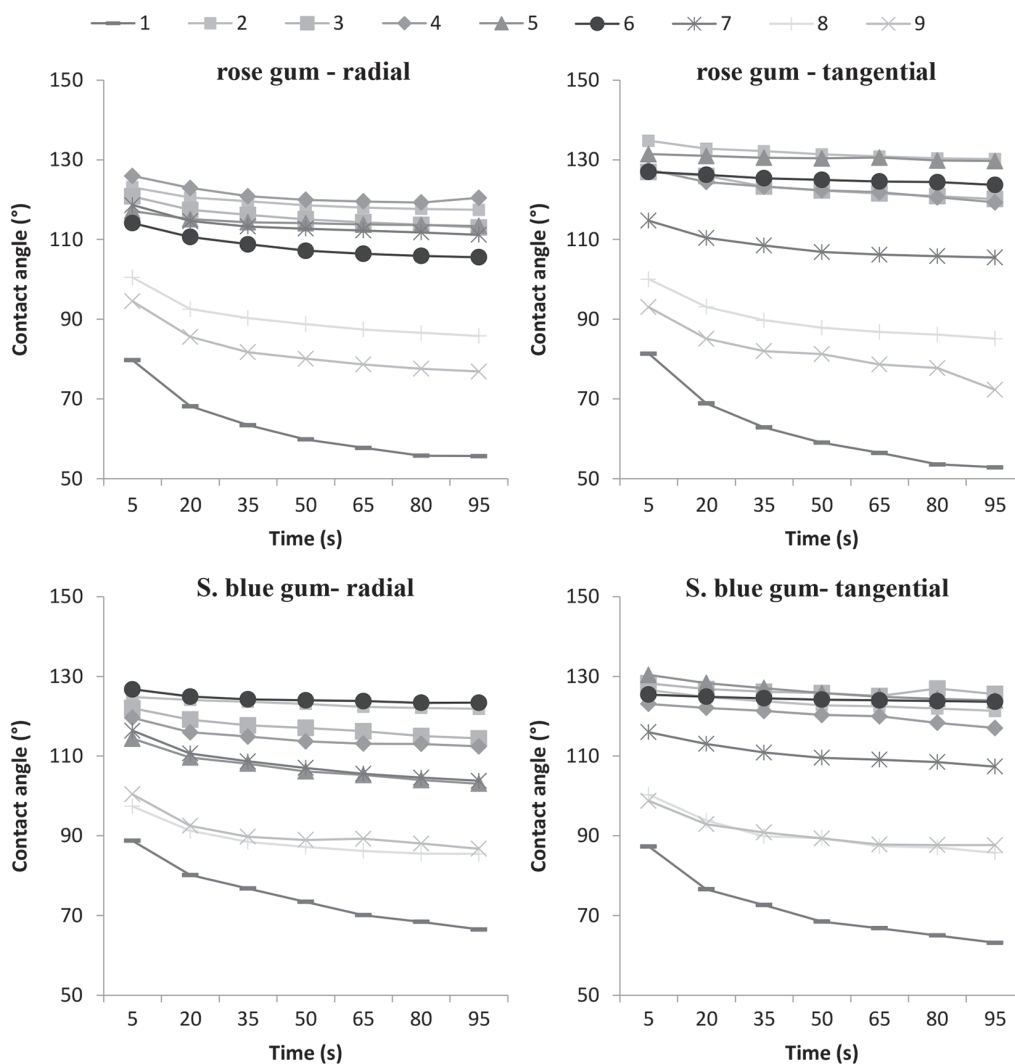 1 2 3 4 5 6 7 8 9
rose gum - radial
150
130
110
90
70
50
Contact angle (°)
5 20 35 50 65 80 95
Time (s)
rose gum - tangential
150
130
110
90
70
50
Contact angle (°)
5 20 35 50 65 80 95
Time (s)
S. blue gum- radial
150
130
110
90
70
50
Contact angle (°)
5 20 35 50 65 80 95
Time (s)
S. blue gum- tangential
150
130
110
90
70
50
Contact angle (°)
5 20 35 50 65 80 95
Time (s)